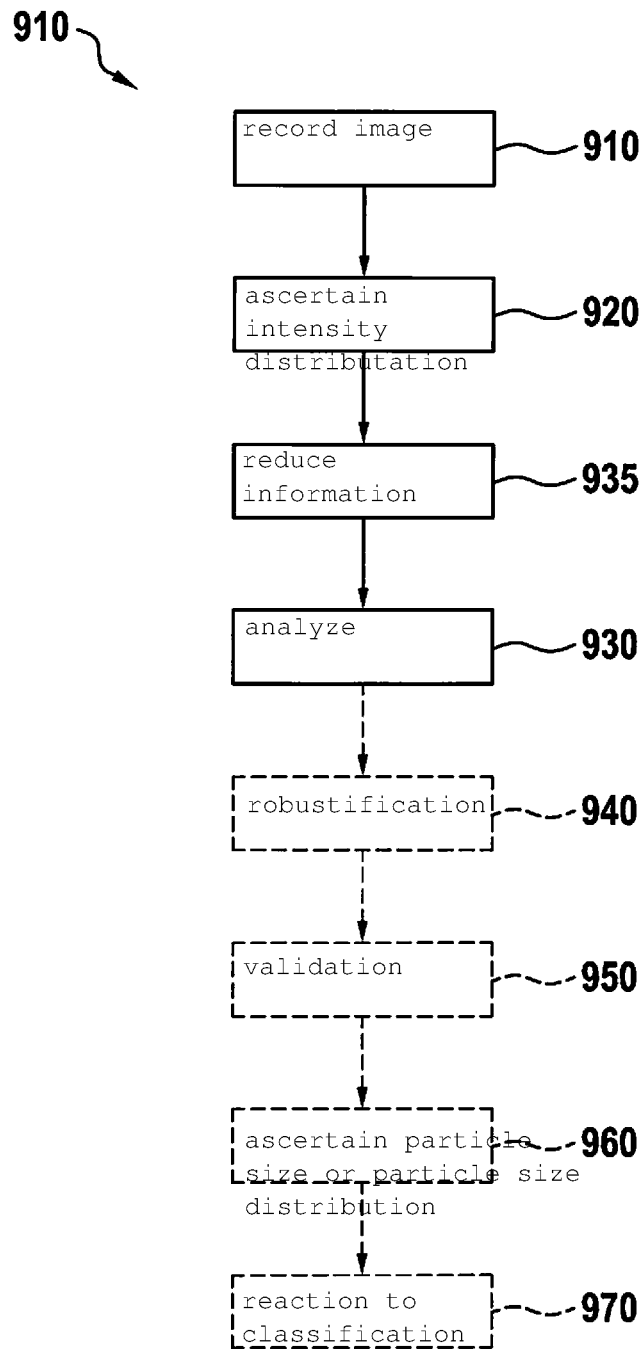 910
record image
910
ascertain
intensity
distributation
920
reduce
information
935
analyze
930
robustification
940
validation
950
ascertain particle
size or particle size
distribution
960
reaction to
classification
970